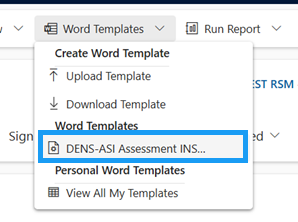 Word Templates
Run Report
Create Word Template
Upload Template
EST RSM
Download Template
Word Templates
Sign
ed
DENS-ASI Assessment INS...
Personal Word Templates
View All My Templates